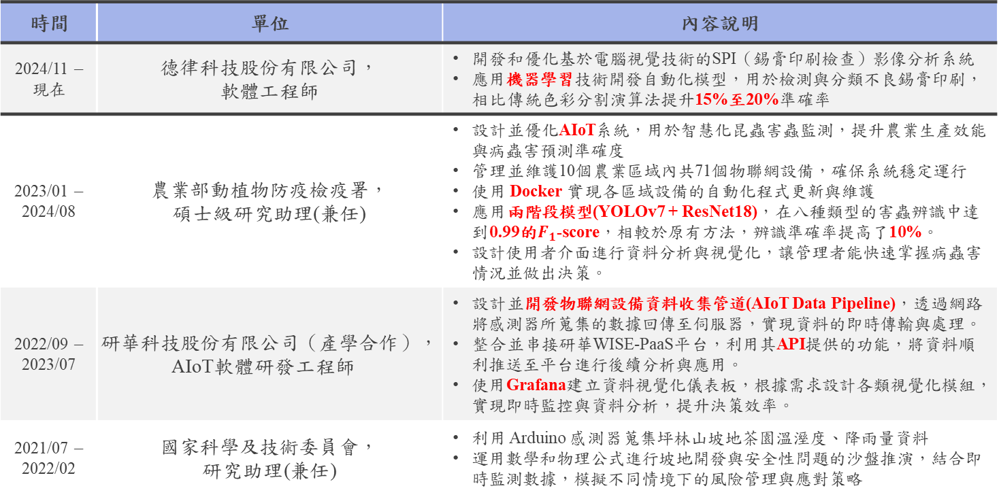 時間 單位 內容說明
2024/11 –
現在
德律科技股份有限公司，
軟體工程師
• 開發和優化基於電腦視覺技術的SPI（錫膏印刷檢查）影像分析系統
• 應用機器學習技術開發自動化模型，用於檢測與分類不良錫膏印刷，
相比傳統色彩分割演算法提升15%至20%準確率
2023/01 –
2024/08
農業部動植物防疫檢疫署，
碩士級研究助理(兼任)
• 設計並優化AIoT系統，用於智慧化昆蟲害蟲監測，提升農業生產效能
與病蟲害預測準確度
• 管理並維護10個農業區域內共71個物聯網設備，確保系統穩定運行
• 使用 Docker 實現各區域設備的自動化程式更新與維護
• 應用兩階段模型(YOLOv7 + ResNet18)，在八種類型的害蟲辨識中達
到0.99的F₁-score，相較於原有方法，辨識準確率提高了10%。
• 設計使用者介面進行資料分析與視覺化，讓管理者能快速掌握病蟲害
情況並做出決策。
2022/09 –
2023/07
研華科技股份有限公司（產學合作），
AIoT軟體研發工程師
• 設計並開發物聯網設備資料收集管道(AIoT Data Pipeline)，透過網路
將感測器所蒐集的數據回傳至伺服器，實現資料的即時傳輸與處理。
• 整合並串接研華WISE-PaaS平台，利用其API提供的功能，將資料順
利推送至平台進行後續分析與應用。
• 使用Grafana建立資料視覺化儀表板，根據需求設計各類視覺化模組，
實現即時監控與資料分析，提升決策效率。
2021/07 –
2022/02
國家科學及技術委員會，
研究助理(兼任)
• 利用 Arduino 感測器蒐集坪林山坡地茶園溫溼度、降雨量資料
• 運用數學和物理公式進行坡地開發與安全性問題的沙盤推演，結合即
時監測數據，模擬不同情境下的風險管理與應對策略